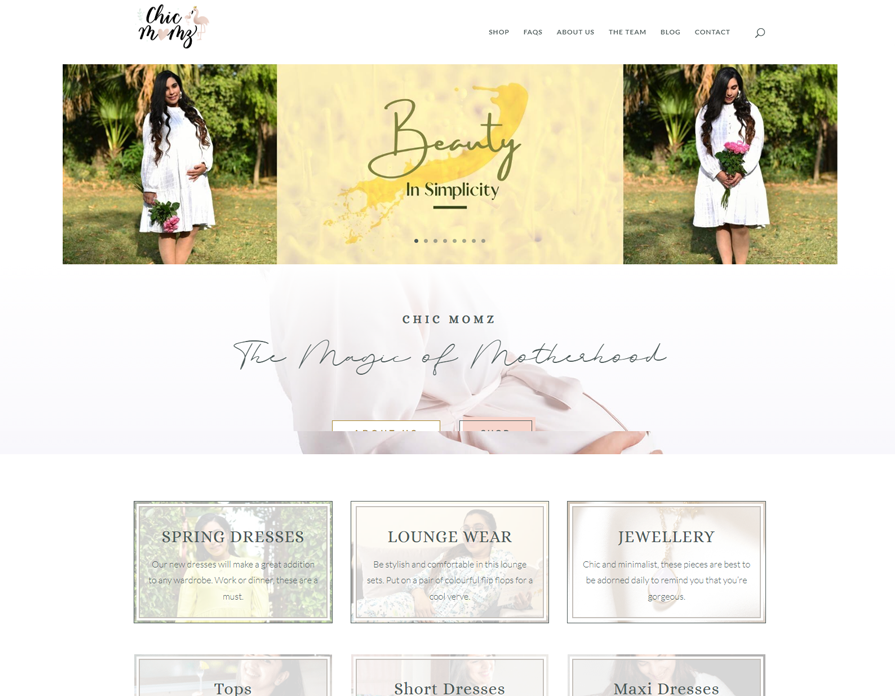 Chic
Momz
SHOP FAQS ABOUT US THE TEAM BLOG CONTACT
Beauty
In Simplicity
CHIC MOMZ
The Magic of Motherhood
ABOUT US SHOP
SPRING DRESSES
Our new dresses will make a great addition
to any wardrobe. Work or dinner, these are a
must.
LOUNGE WEAR
Be stylish and comfortable in this lounge
sets. Put on a pair of colourful flip flops for a
cool verve.
JEWELLERY
Chic and minimalist, these pieces are best to
be adorned daily to remind you that you're
gorgeous.
Tops
Short Dresses
Maxi Dresses